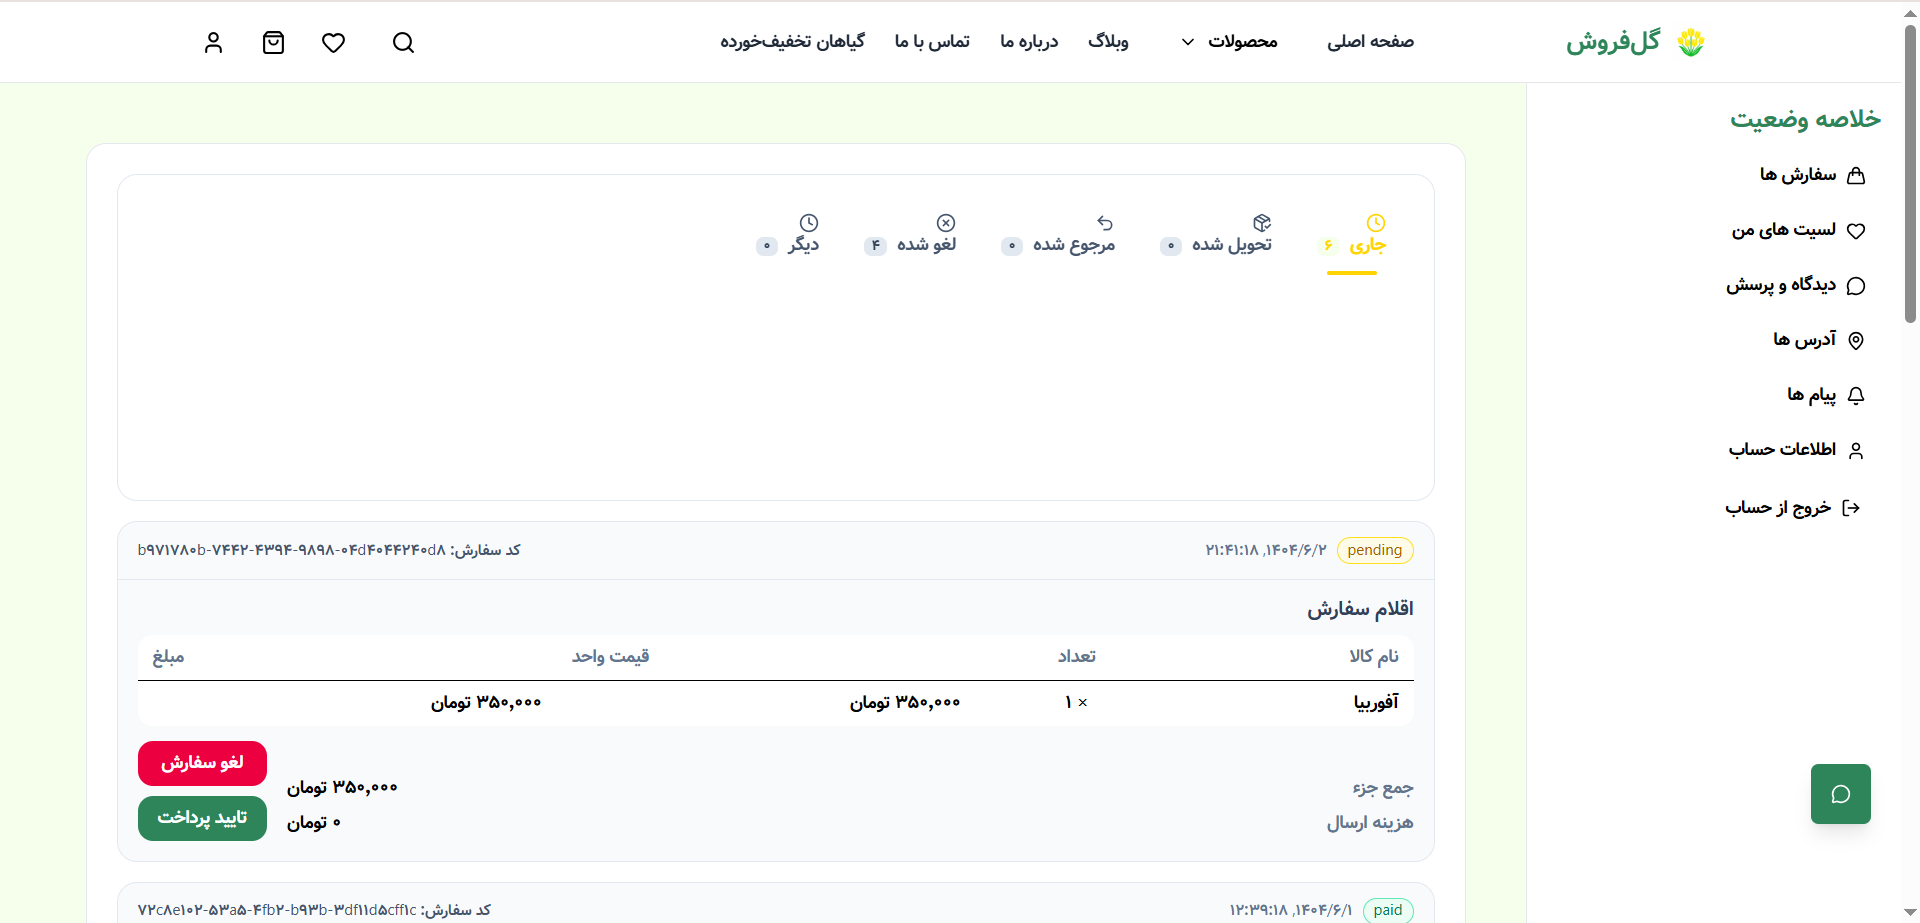 گل‌فروش
صفحه اصلی
محصولات
وبلاگ
درباره ما
تماس با ما
گیاهان تخفیف‌خورده
خلاصه وضعیت
سفارش ها
لسیت های من
دیدگاه و پرسش
آدرس ها
پیام ها
اطلاعات حساب
خروج از حساب
جاری ۶
تحویل شده ۰
مرجوع شده ۰
لغو شده ۴
دیگر ۰
pending ۱۴۰۴/۶/۲, ۲۱:۴۱:۱۸
کد سفارش: b۹۷۱۷۸۰b-۷۴۴۲-۴۳۹۴-۹۸۹۸-۰۴d۴۰۴۴۲۴۰d۸
اقلام سفارش
نام کالا تعداد قیمت واحد مبلغ
آفوربیا × ۱ ۳۵۰,۰۰۰ تومان ۳۵۰,۰۰۰ تومان
جمع جزء ۳۵۰,۰۰۰ تومان
هزینه ارسال ۰ تومان
لغو سفارش
تایید پرداخت
paid ۱۴۰۴/۶/۱, ۱۲:۳۹:۱۸
کد سفارش: ۷۲c۸e۱۰۲-۵۳a۵-۴fb۲-b۹۳b-۳df۱۱d۵cff۱c